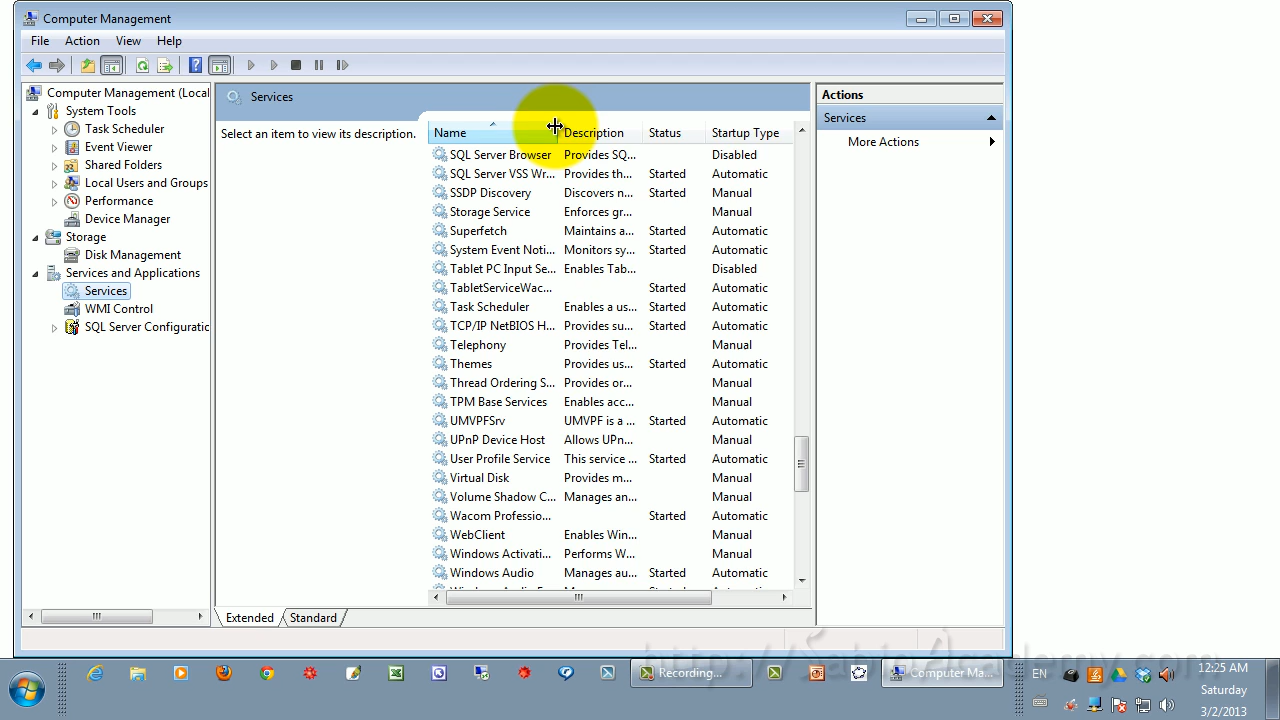 Computer Management
File Action View Help
Computer Management (Local
System Tools
Task Scheduler
Event Viewer
Shared Folders
Local Users and Groups
Performance
Device Manager
Storage
Disk Management
Services and Applications
Services
WMI Control
SQL Server Configuratio
Services
Select an item to view its description.
Name Description Status Startup Type
SQL Server Browser Provides SQ... Disabled
SQL Server VSS Wr... Provides th... Started Automatic
SSDP Discovery Discovers n... Started Manual
Storage Service Enforces gr... Manual
Superfetch Maintains a... Started Automatic
System Event Noti... Monitors sy... Started Automatic
Tablet PC Input Se... Enables Tab... Disabled
TabletServiceWac... Started Automatic
Task Scheduler Enables a us... Started Automatic
TCP/IP NetBIOS H... Provides su... Started Automatic
Telephony Provides Tel... Manual
Themes Provides us... Started Automatic
Thread Ordering S... Provides or... Manual
TPM Base Services Enables acc... Manual
UMVPFSrv UMVPF is a ... Started Automatic
UPnP Device Host Allows UPn... Manual
User Profile Service This service ... Started Automatic
Virtual Disk Provides m... Manual
Volume Shadow C... Manages an... Manual
Wacom Professio... Started Automatic
WebClient Enables Win... Manual
Windows Activati... Performs W... Manual
Windows Audio Manages au... Started Automatic
Extended Standard
Actions
Services
More Actions
Recording...
Computer Ma...
EN
12:25 AM
Saturday
3/2/2013